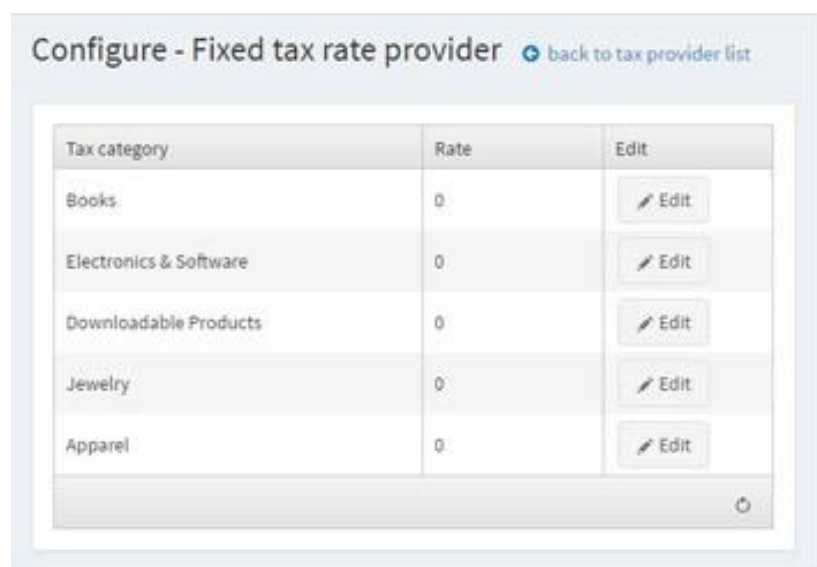 Configure - Fixed tax rate provider back to tax provider list
Tax category Rate Edit
Books 0 Edit
Electronics & Software 0 Edit
Downloadable Products 0 Edit
Jewelry 0 Edit
Apparel 0 Edit